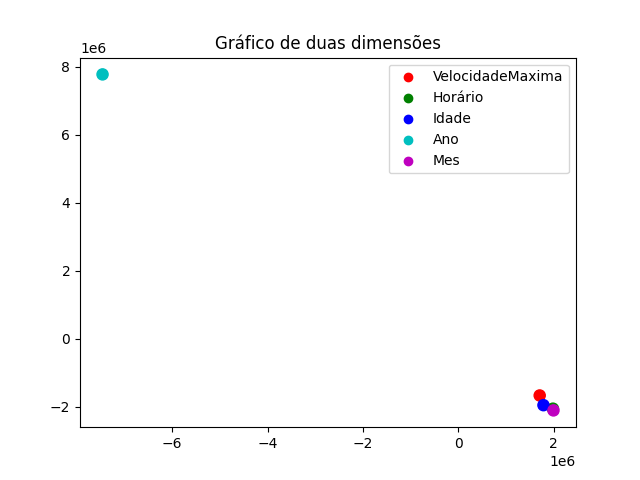 Gráfico de duas dimensões
1e6
8
6
4
2
0
−2
VelocidadeMaxima
Horário
Idade
Ano
Mes
−6
−4
−2
0
2
1e6